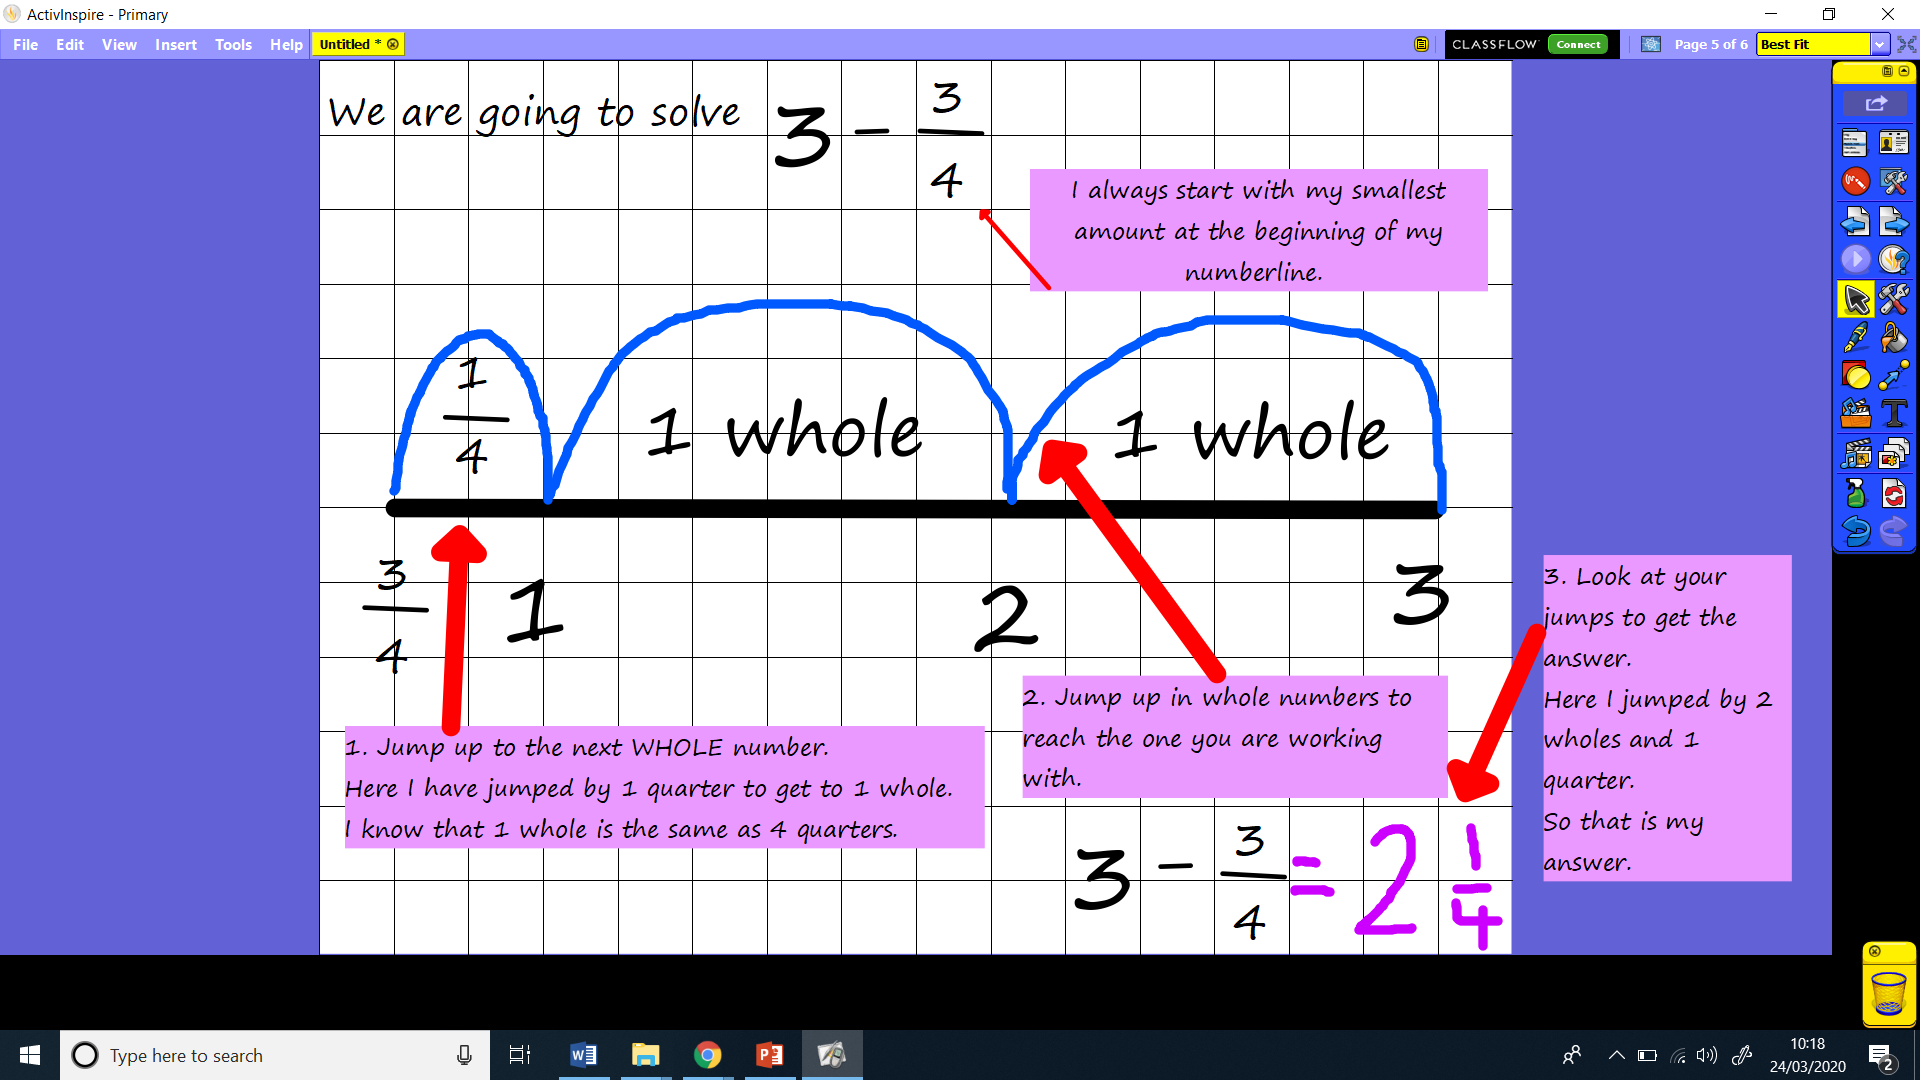 ActivInspire - Primary
File Edit View Insert Tools Help Untitled * CLASSFLOW Connect Page 5 of 6 Best Fit
We are going to solve 3 - 3/4
I always start with my smallest
amount at the beginning of my
numberline.
1/4 1 whole 1 whole
3/4 1 2 3
1. Jump up to the next WHOLE number.
Here I have jumped by 1 quarter to get to 1 whole.
I know that 1 whole is the same as 4 quarters.
2. Jump up in whole numbers to
reach the one you are working
with.
3. Look at your
jumps to get the
answer.
Here I jumped by 2
wholes and 1
quarter.
So that is my
answer.
3 - 3/4 = 2 1/4
Type here to search
10:18
24/03/2020
2